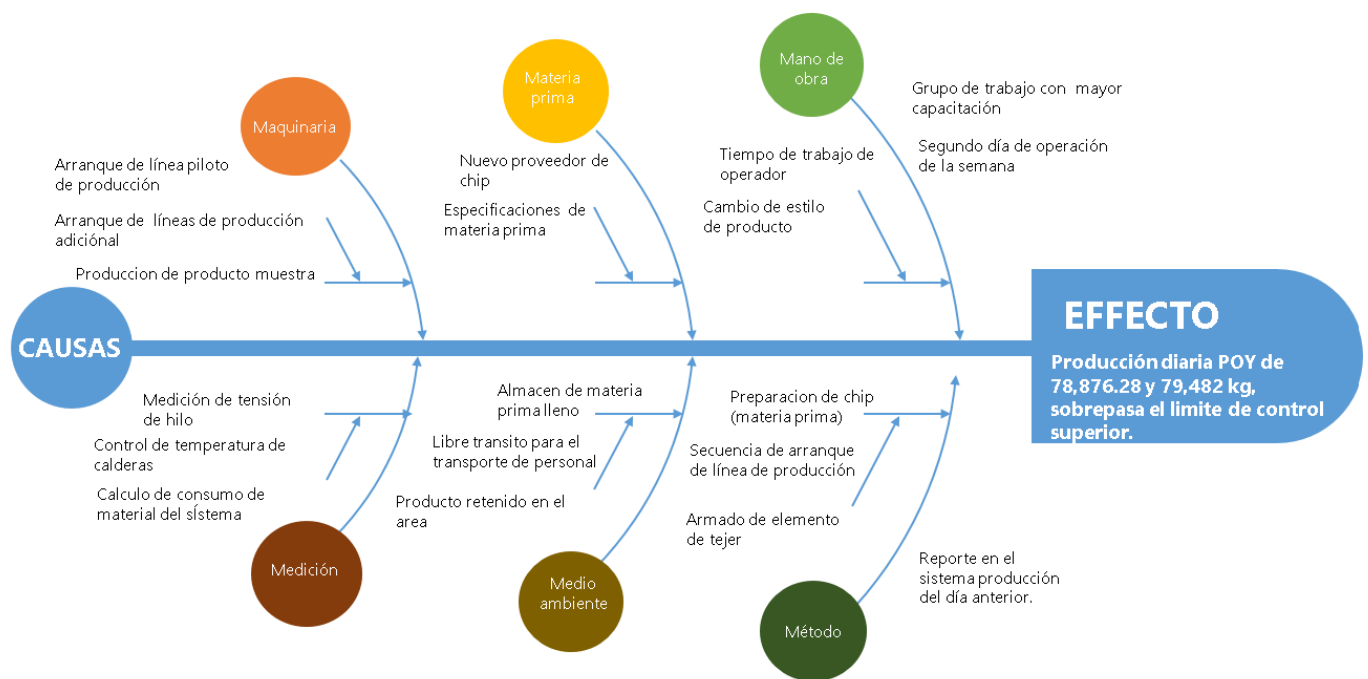 Maquinaria
Arranque de línea piloto
de producción
Arranque de líneas de producción
adiciónal
Produccion de producto muestra
Materia
prima
Nuevo proveedor de
chip
Especificaciones de
materia prima
Mano de
obra
Grupo de trabajo con mayor
capacitación
Segundo día de operación
de la semana
Tiempo de trabajo de
operador
Cambio de estilo
de producto
CAUSAS
EFFECTO
Producción diaria POY de
78,876.28 y 79,482 kg,
sobrepasa el limite de control
superior.
Medición de tensión
de hilo
Control de temperatura de
calderas
Calculo de consumo de
material del sístema
Medición
Almacen de materia
prima lleno
Libre transito para el
transporte de personal
Producto retenido en el
area
Medio
ambiente
Preparacion de chip
(materia prima)
Secuencia de arranque
de línea de producción
Armado de elemento
de tejer
Reporte en el
sistema producción
del día anterior.
Método